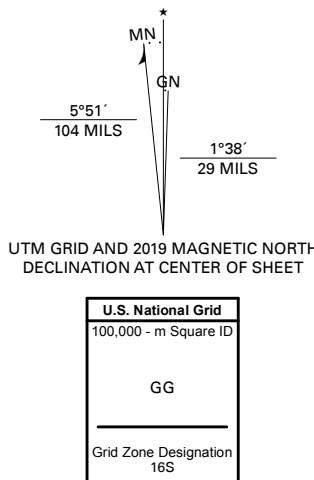 ★
MN
GN
5°51´
104 MILS
1°38´
29 MILS
UTM GRID AND 2019 MAGNETIC NORTH
DECLINATION AT CENTER OF SHEET
U.S. National Grid
100,000 - m Square ID
GG
Grid Zone Designation
16S